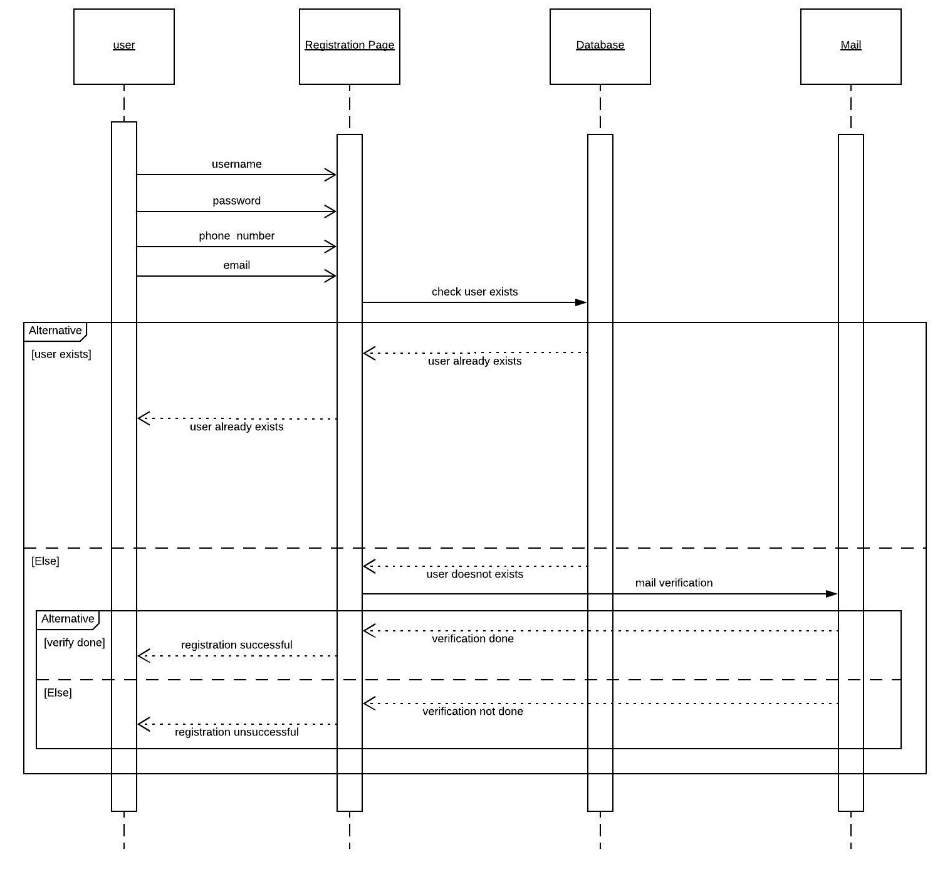 user
Registration Page
Database
Mail
username
password
phone  number
email
check user exists
Alternative
[user exists]
user already exists
user already exists
[Else]
user doesnot exists
mail verification
Alternative
[verify done]
verification done
registration successful
[Else]
verification not done
registration unsuccessful